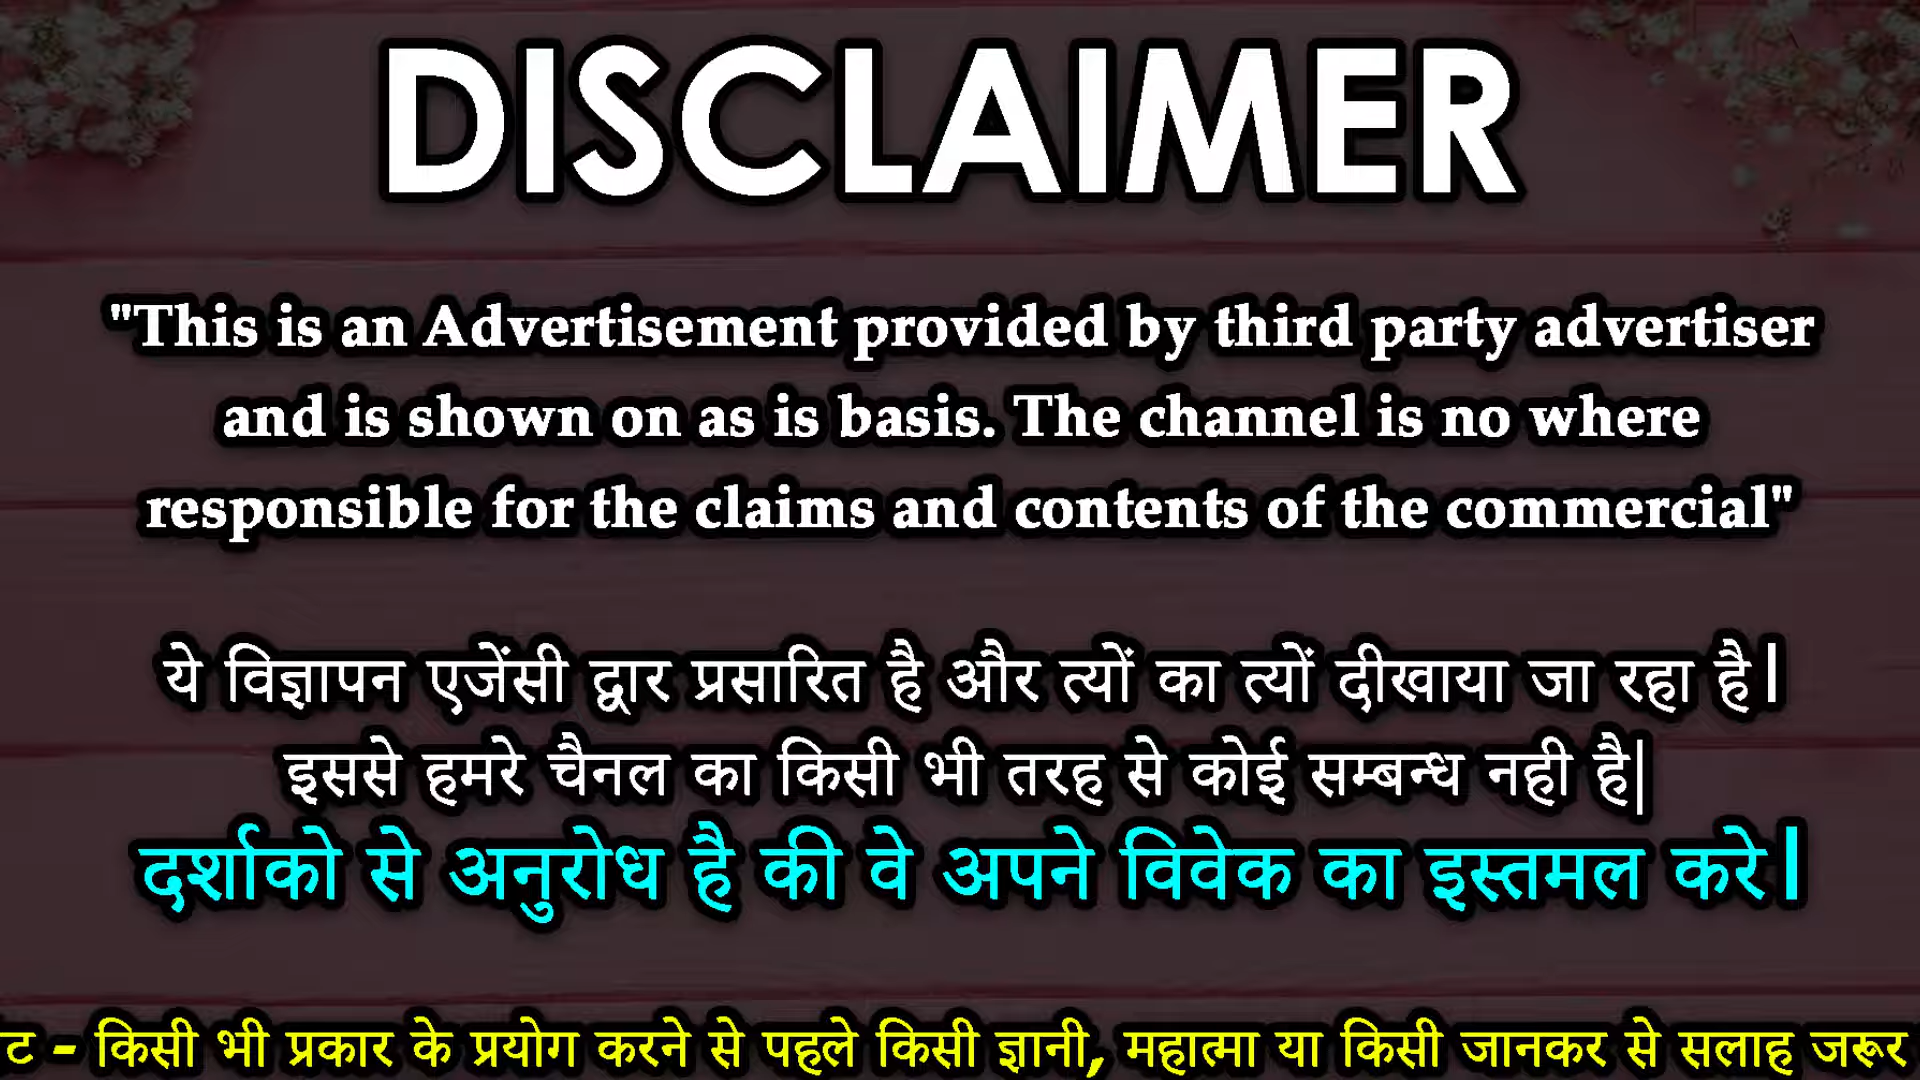 DISCLAIMER
"This is an Advertisement provided by third party advertiser
and is shown on as is basis. The channel is no where
responsible for the claims and contents of the commercial"
ये विज्ञापन एजेंसी द्वार प्रसारित है और त्यों का त्यों दीखाया जा रहा है।
इससे हमरे चैनल का किसी भी तरह से कोई सम्बन्ध नही है|
दर्शाको से अनुरोध है की वे अपने विवेक का इस्तमल करे।
ट - किसी भी प्रकार के प्रयोग करने से पहले किसी ज्ञानी, महात्मा या किसी जानकर से सलाह जरूर